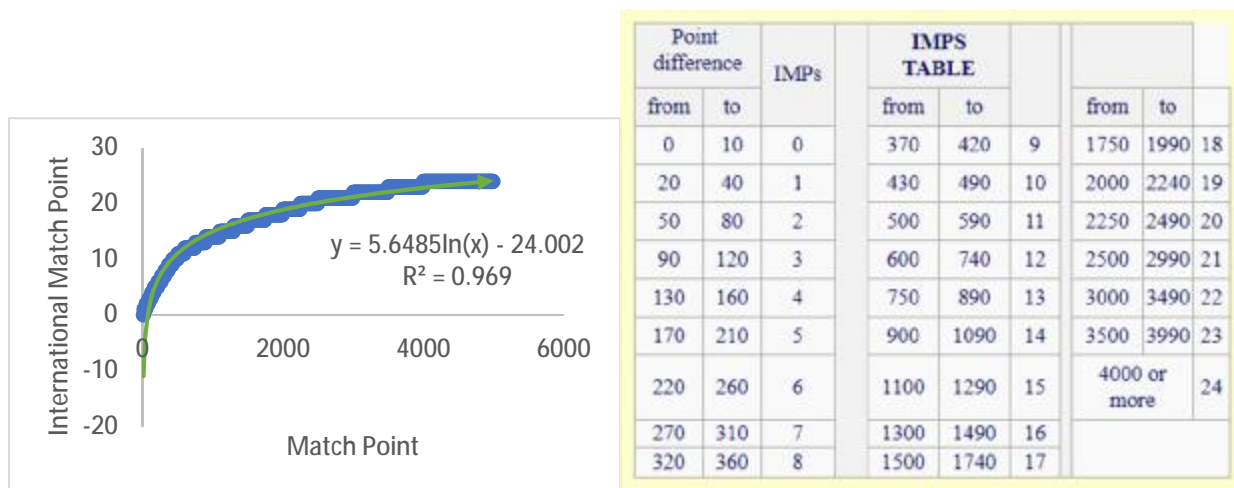 30
20
10
0
-10
-20
0
2000
4000
6000
International Match Point
Match Point
y = 5.6485ln(x) - 24.002
R² = 0.969
Point difference IMPs IMPS TABLE
from to from to from to
0 10 0 370 420 9 1750 1990 18
20 40 1 430 490 10 2000 2240 19
50 80 2 500 590 11 2250 2490 20
90 120 3 600 740 12 2500 2990 21
130 160 4 750 890 13 3000 3490 22
170 210 5 900 1090 14 3500 3990 23
220 260 6 1100 1290 15 4000 or more 24
270 310 7 1300 1490 16
320 360 8 1500 1740 17